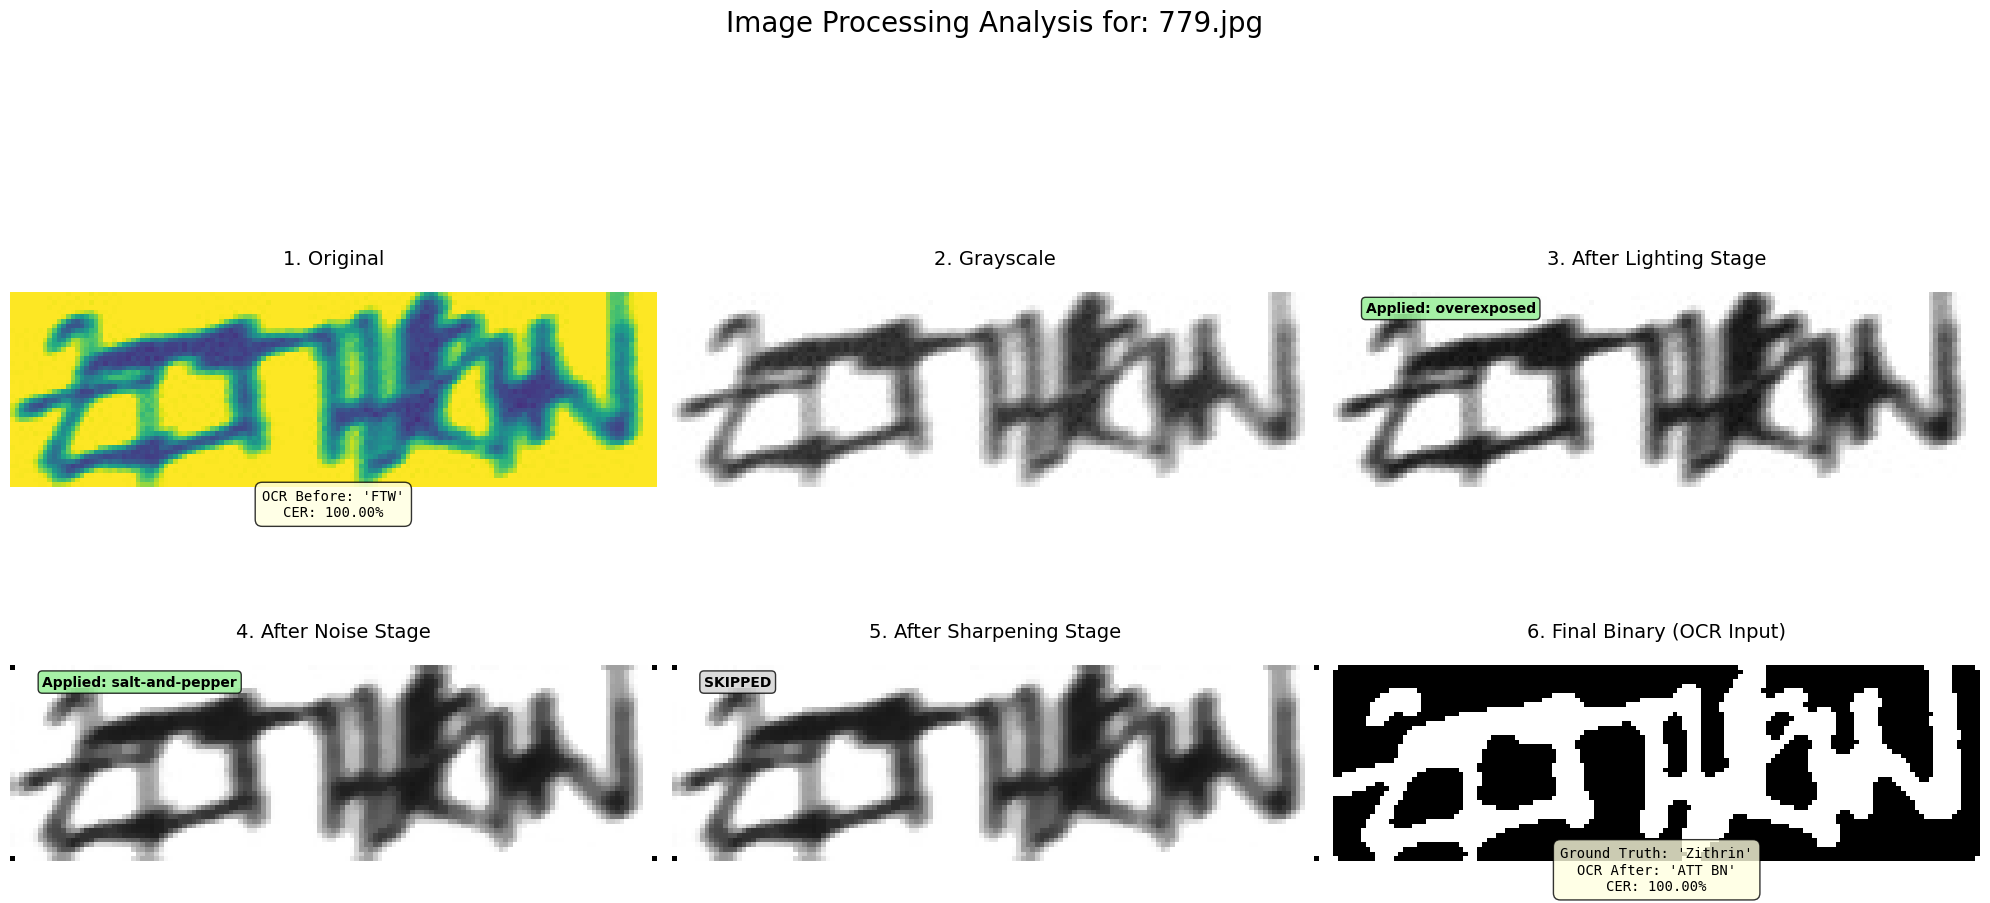 Image Processing Analysis for: 779.jpg
1. Original
2. Grayscale
3. After Lighting Stage
Applied: overexposed
OCR Before: 'FTW'
CER: 100.00%
4. After Noise Stage
5. After Sharpening Stage
6. Final Binary (OCR Input)
Applied: salt-and-pepper
SKIPPED
Ground Truth: 'Zithrin'
OCR After: 'ATT BN'
CER: 100.00%